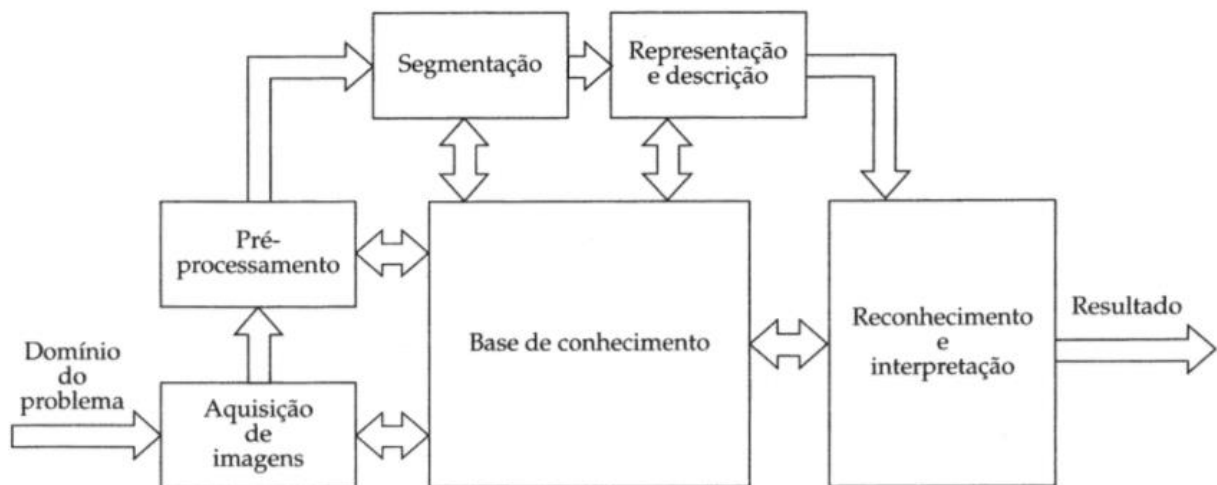 Segmentação
Representação
e descrição
Pré-
processamento
Domínio
do
problema
Aquisição
de
imagens
Base de conhecimento
Reconhecimento
e
interpretação
Resultado